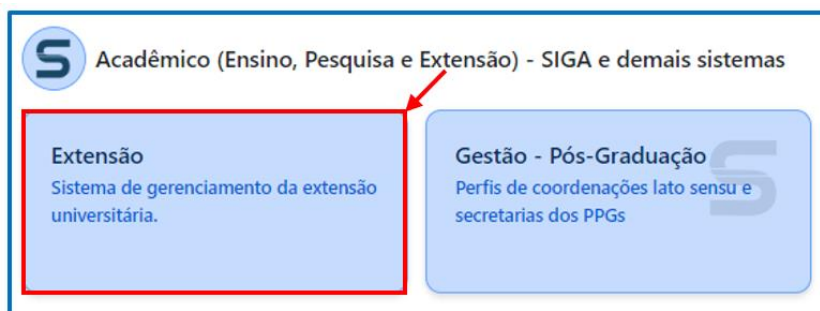 S Acadêmico (Ensino, Pesquisa e Extensão) - SIGA e demais sistemas
Extensão
Sistema de gerenciamento da extensão
universitária.
Gestão - Pós-Graduação
Perfis de coordenações lato sensu e
secretarias dos PPGs
S